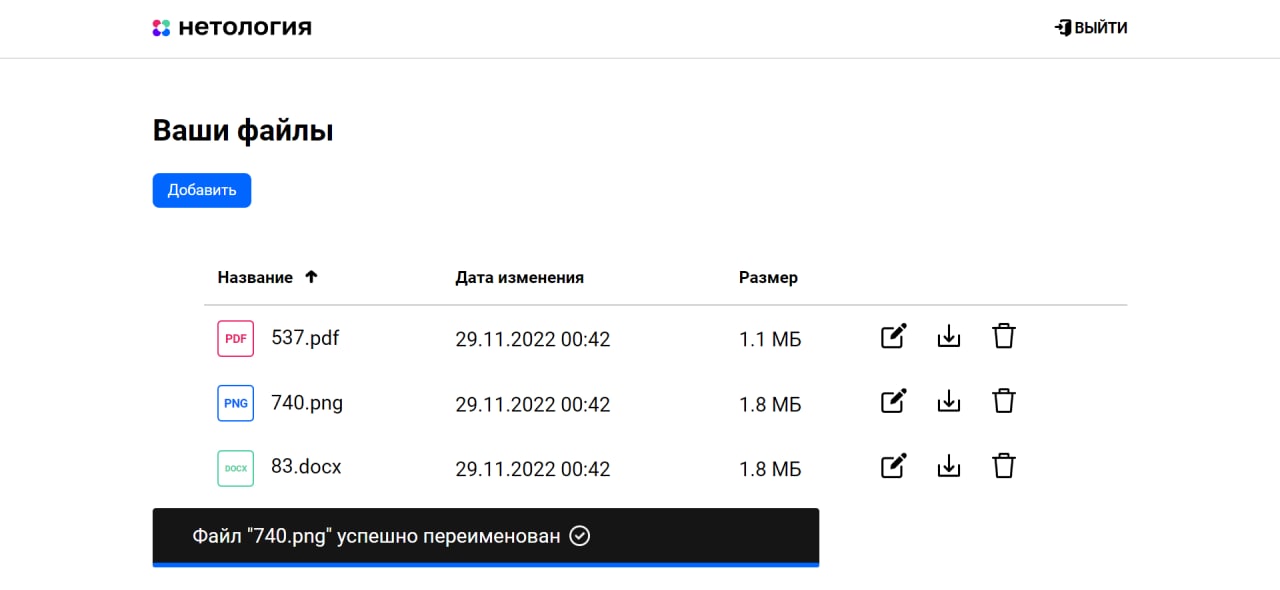 нетология
ВЫЙТИ
Ваши файлы
Добавить
Название Дата изменения Размер
PDF 537.pdf 29.11.2022 00:42 1.1 МБ
PNG 740.png 29.11.2022 00:42 1.8 МБ
DOCX 83.docx 29.11.2022 00:42 1.8 МБ
Файл "740.png" успешно переименован